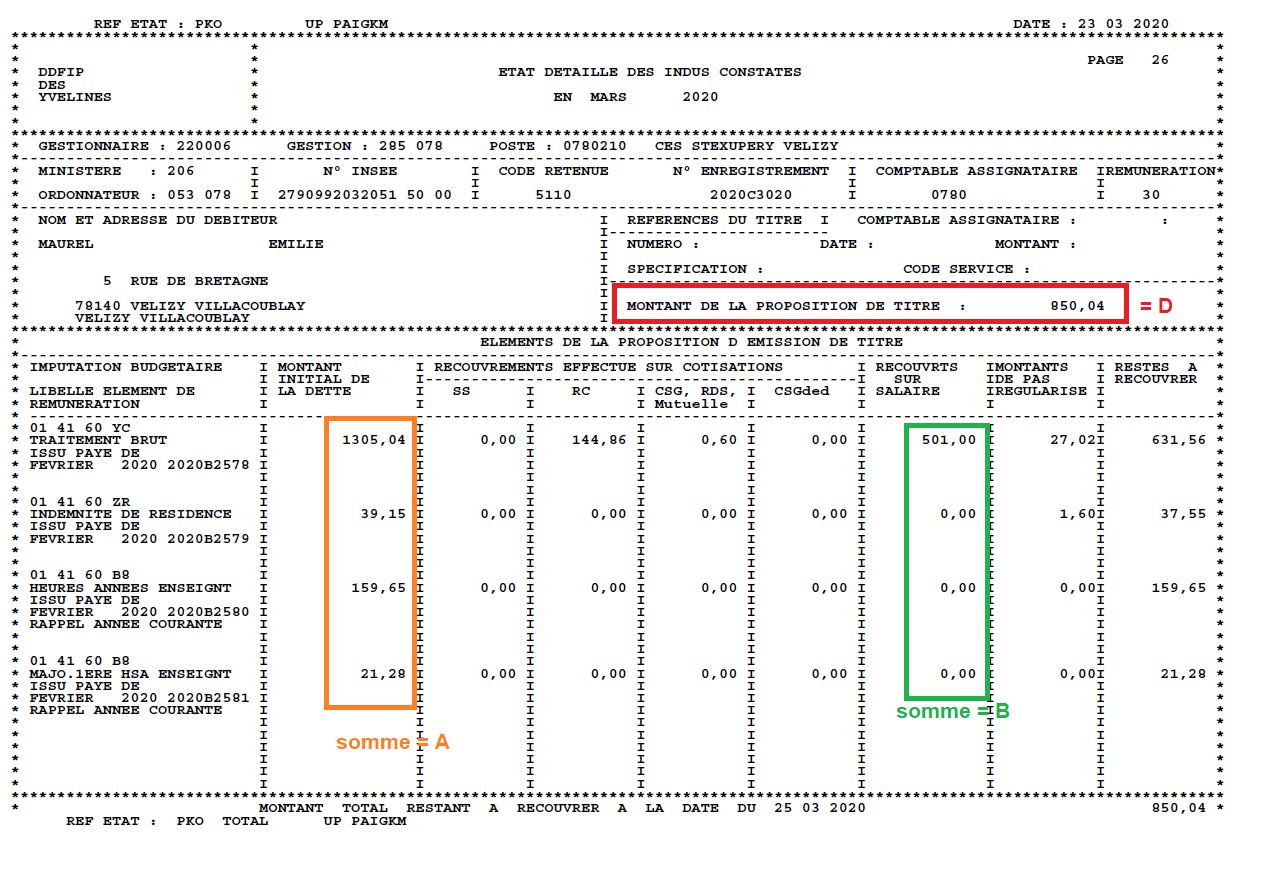 REF ETAT : PKO UP PAIGKM DATE : 23 03 2020
PAGE 26
DDFIP ETAT DETAILLE DES INDUS CONSTATES
DES
YVELINES EN MARS 2020
GESTIONNAIRE : 220006 GESTION : 285 078 POSTE : 0780210 CES STEXUPERY VELIZY
MINISTERE : 206 I N° INSEE I CODE RETENUE N° ENREGISTREMENT I COMPTABLE ASSIGNATAIRE IREMUNERATION
ORDONNATEUR : 053 078 I 2790992032051 50 00 I 5110 2020C3020 I 0780 I 30
NOM ET ADRESSE DU DEBITEUR I REFERENCES DU TITRE I COMPTABLE ASSIGNATAIRE : :
MAUREL EMILIE I NUMERO : DATE : MONTANT :
I SPECIFICATION : CODE SERVICE :
5 RUE DE BRETAGNE
78140 VELIZY VILLACOUBLAY I MONTANT DE LA PROPOSITION DE TITRE : 850,04 = D
VELIZY VILLACOUBLAY
ELEMENTS DE LA PROPOSITION D EMISSION DE TITRE
IMPUTATION BUDGETAIRE I MONTANT I RECOUVREMENTS EFFECTUE SUR COTISATIONS I RECOUVRTS IMONTANTS I RESTES A
I INITIAL DE I SUR IDE PAS I RECOUVRER
LIBELLE ELEMENT DE I LA DETTE I SS I RC I CSG, RDS, I CSGded I SALAIRE IREGULARISE I
REMUNERATION I I I I Mutuelle I I I I
01 41 60 YC
TRAITEMENT BRUT I 1305,04 I 0,00 I 144,86 I 0,60 I 0,00 I 501,00 I 27,02I 631,56
ISSU PAYE DE
FEVRIER 2020 2020B2578
01 41 60 ZR
INDEMNITE DE RESIDENCE I 39,15 I 0,00 I 0,00 I 0,00 I 0,00 I 0,00 I 1,60I 37,55
ISSU PAYE DE
FEVRIER 2020 2020B2579
01 41 60 B8
HEURES ANNEES ENSEIGNT I 159,65 I 0,00 I 0,00 I 0,00 I 0,00 I 0,00 I 0,00I 159,65
ISSU PAYE DE
FEVRIER 2020 2020B2580
RAPPEL ANNEE COURANTE
01 41 60 B8
MAJO.1ERE HSA ENSEIGNT I 21,28 I 0,00 I 0,00 I 0,00 I 0,00 I 0,00 I 0,00I 21,28
ISSU PAYE DE
FEVRIER 2020 2020B2581
RAPPEL ANNEE COURANTE
somme = B
somme = A
MONTANT TOTAL RESTANT A RECOUVRER A LA DATE DU 25 03 2020 850,04
REF ETAT : PKO TOTAL UP PAIGKM